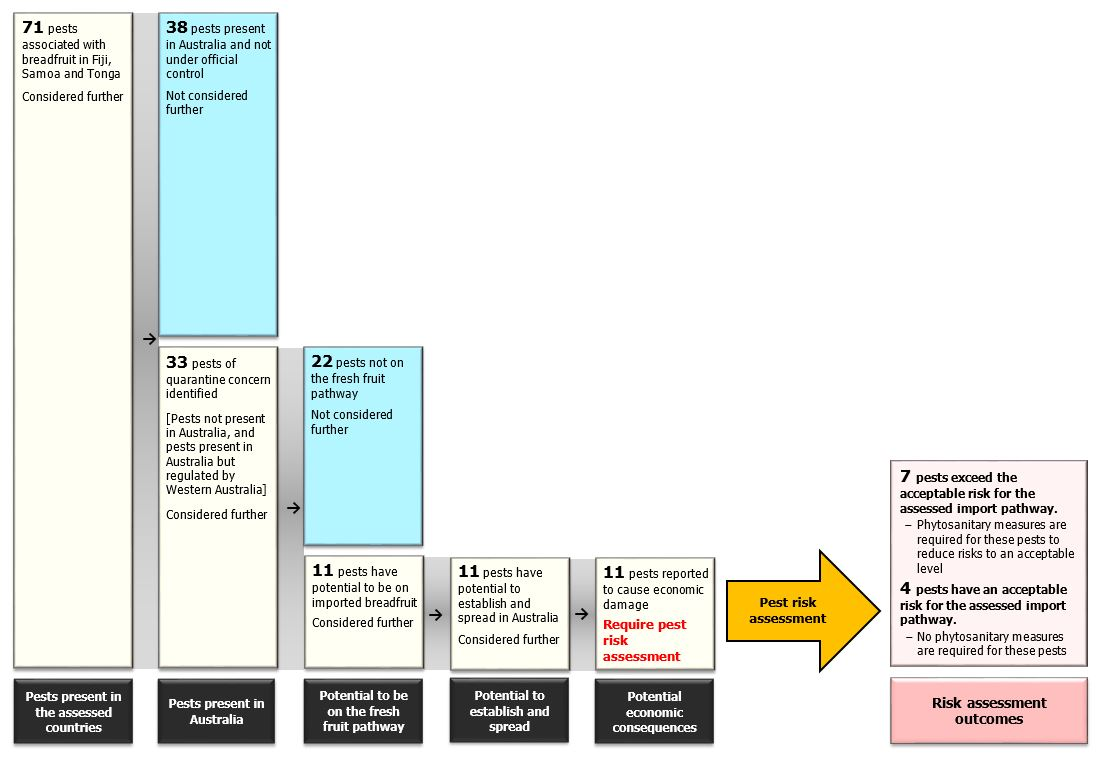 71 pests
associated with
breadfruit in Fiji,
Samoa and Tonga
Considered further
38 pests present
in Australia and not
under official
control
Not considered
further
→
33 pests of
quarantine concern
identified
[Pests not present
in Australia, and
pests present in
Australia but
regulated by
Western Australia]
Considered further
→
22 pests not on
the fresh fruit
pathway
Not considered
further
11 pests have
potential to be on
imported breadfruit
Considered further
→
11 pests have
potential to
establish and
spread in Australia
Considered further
→
11 pests reported
to cause economic
damage
Require pest
risk
assessment
Pest risk
assessment
7 pests exceed the
acceptable risk for the
assessed import pathway.
– Phytosanitary measures are
required for these pests to
reduce risks to an acceptable
level
4 pests have an acceptable
risk for the assessed import
pathway.
– No phytosanitary measures
are required for these pests
Pests present in
the assessed
countries
Pests present in
Australia
Potential to be
on the fresh
fruit pathway
Potential to
establish and
spread
Potential
economic
consequences
Risk assessment
outcomes